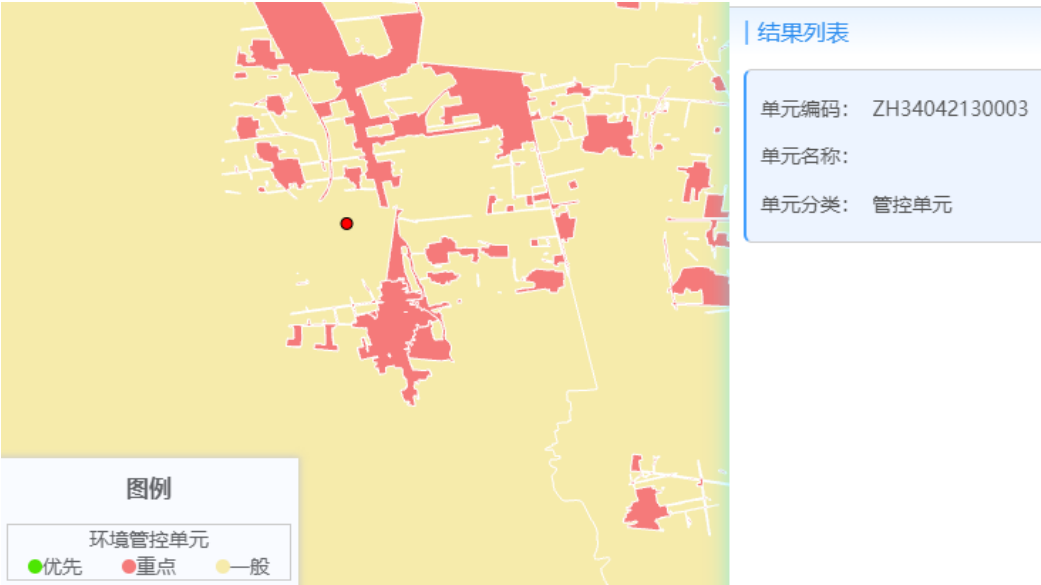 结果列表
单元编码： ZH34042130003
单元名称：
单元分类： 管控单元
图例
环境管控单元
优先 重点 一般